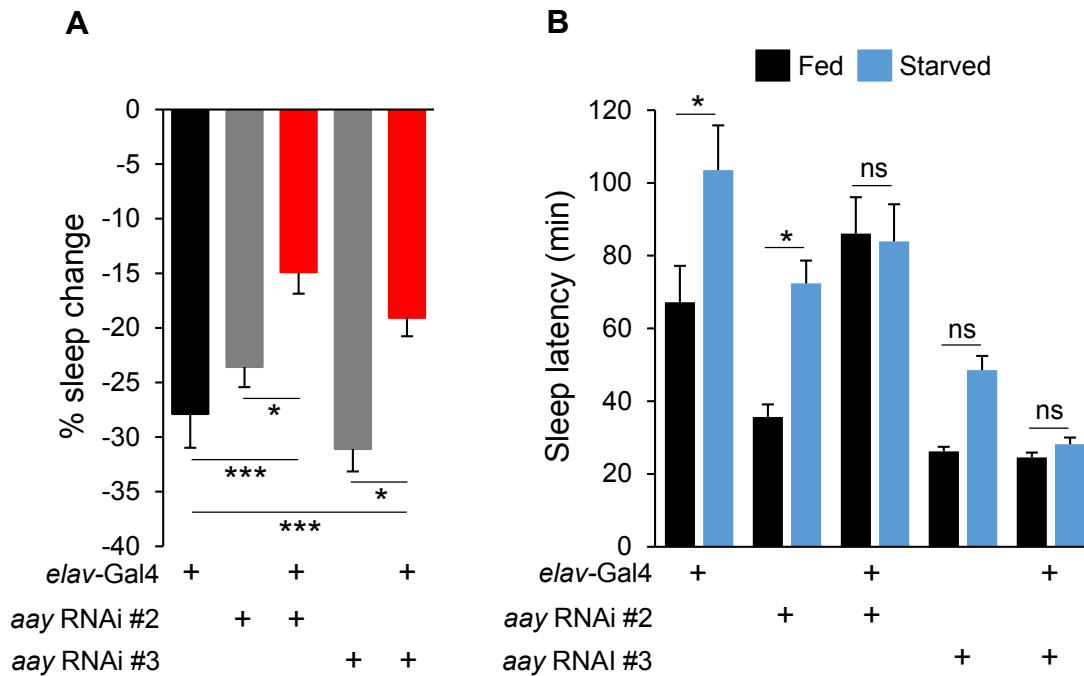 A
0
-5
-10
-15
-20
-25
-30
-35
-40
% sleep change
*
***
*
***
elav-Gal4 + + +
aay RNAi #2 + +
aay RNAi #3 + +
B
Fed Starved
120
100
80
60
40
20
0
Sleep latency (min)
*
*
ns
ns
ns
elav-Gal4 + + +
aay RNAi #2 + +
aay RNAI #3 + +